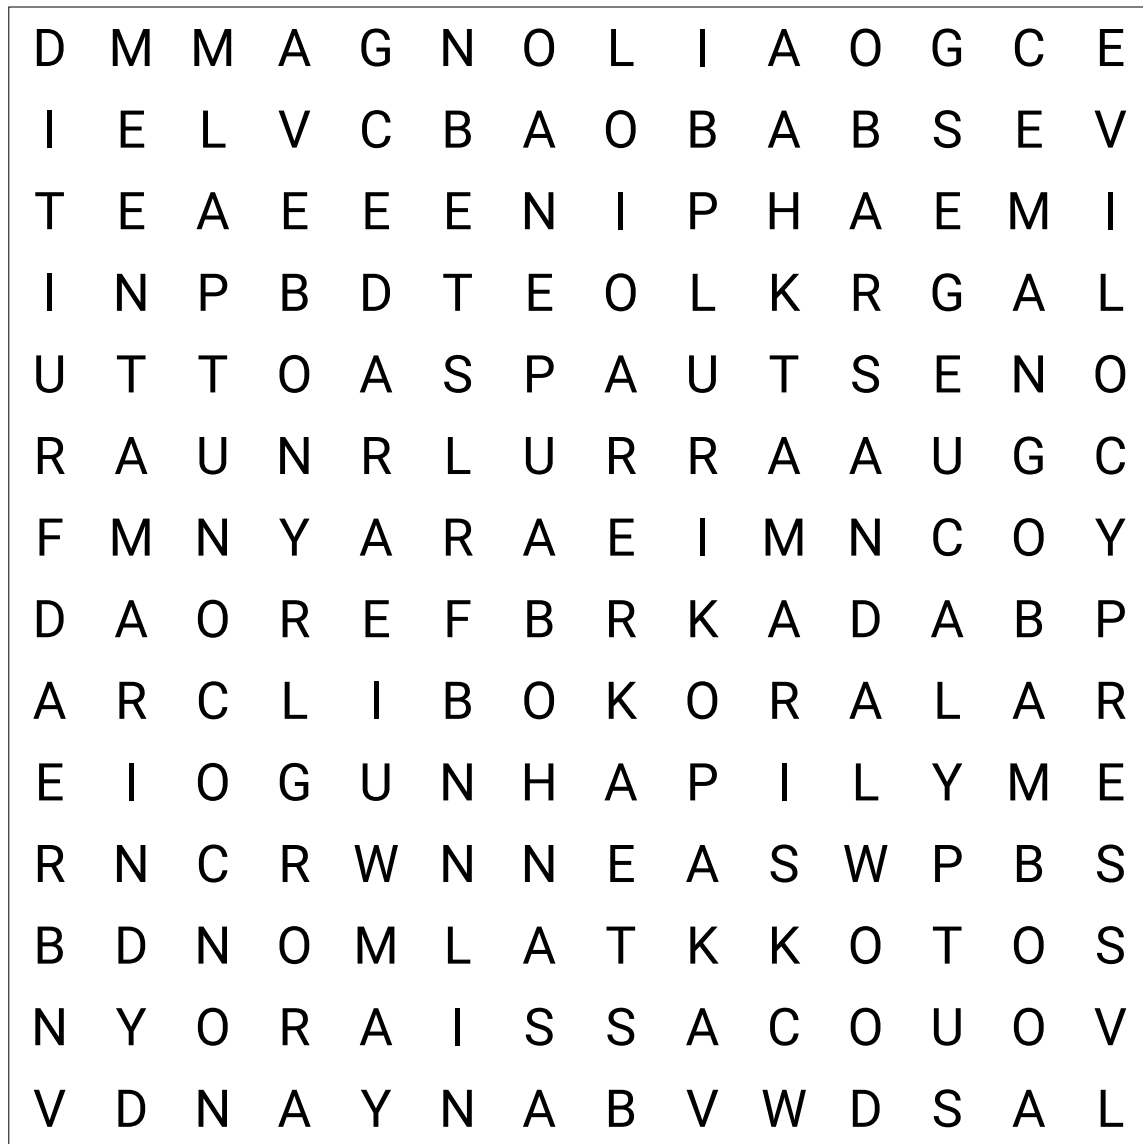 D M M A G N O L I A O G C E
I E L V C B A O B A B S E V
T E A E E E N I P H A E M I
I N P B D T E O L K R G A L
U T T O A S P A U T S E N O
R A U N R L U R R A A U G C
F M N Y A R A E I M N C O Y
D A O R E F B R K A D A B P
A R C L I B O K O R A L A R
E I O G U N H A P I L Y M E
R N C R W N N E A S W P B S
B D N O M L A T K K O T O S
N Y O R A I S S A C O U O V
V D N A Y N A B V W D S A L